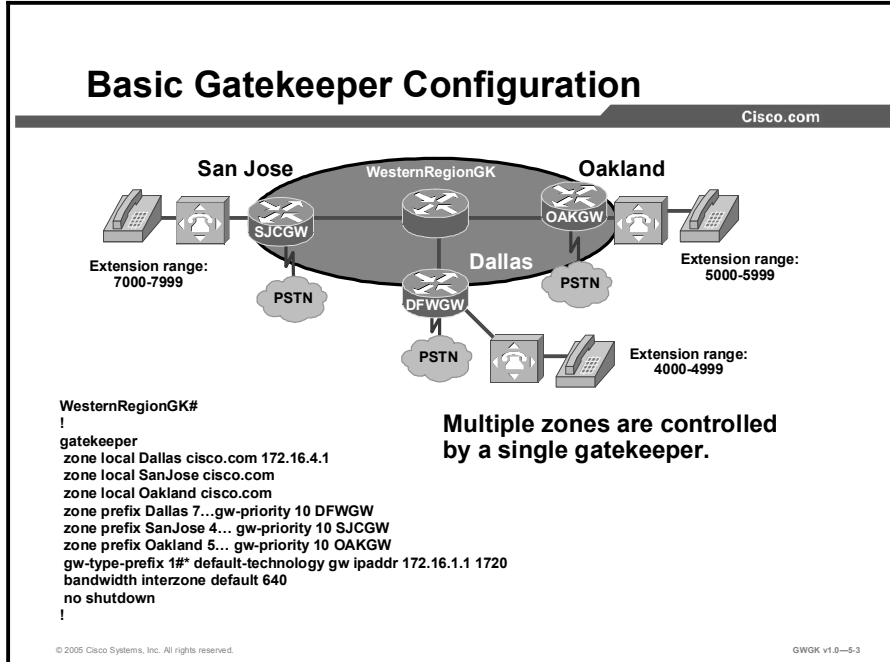 Basic Gatekeeper Configuration
Cisco.com
San Jose
WesternRegionGK
Oakland
SJCGW
OAKGW
Extension range:
7000-7999
PSTN
Dallas
PSTN
Extension range:
5000-5999
DFWGW
PSTN
Extension range:
4000-4999
WesternRegionGK#
!
gatekeeper
zone local Dallas cisco.com 172.16.4.1
zone local SanJose cisco.com
zone local Oakland cisco.com
zone prefix Dallas 7…gw-priority 10 DFWGW
zone prefix SanJose 4… gw-priority 10 SJCGW
zone prefix Oakland 5… gw-priority 10 OAKGW
gw-type-prefix 1#* default-technology gw ipaddr 172.16.1.1 1720
bandwidth interzone default 640
no shutdown
!
Multiple zones are controlled
by a single gatekeeper.
© 2005 Cisco Systems, Inc. All rights reserved.
GWGK v1.0—5-3